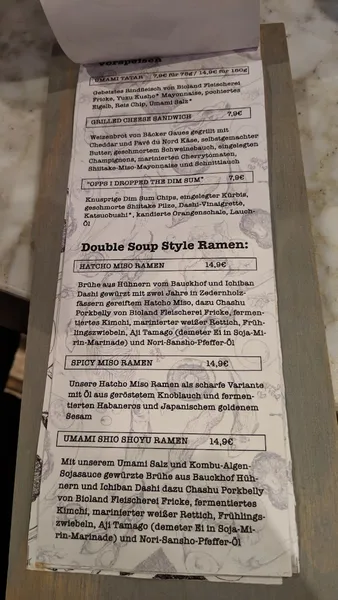 Vorspeisen
UMAMI TATAR 7,9€ für 75g / 14,9€ für 150g
Gebeiztes Rindfleisch von Bioland Fleischerei
Fricke, Yuzu Kosho* Mayonnaise, pochiertes
Eigelb, Reis Chip, Umami Salz*
GRILLED CHEESE SANDWICH 7,9€
Weizenbrot von Bäcker Gaues gegrillt mit
Cheddar und Pavé du Nord Käse, selbstgemachter
Butter, geschmortem Schweinebauch, eingelegten
Champignons, marinierten Cherrytomaten,
Shiitake-Miso-Mayonnaise und Schnittlauch
"OPPS I DROPPED THE DIM SUM" 7,9€
Knusprige Dim Sum Chips, eingelegter Kürbis,
geschmorte Shiitake Pilze, Dashi-Vinaigrette,
Katsuobushi*, kandierte Orangenschale, Lauch-
Öl
Double Soup Style Ramen:
HATCHO MISO RAMEN 14,9€
Brühe aus Hühnern vom Bauckhof und Ichiban
Dashi gewürzt mit zwei Jahre in Zedernholz-
fässern gereiftem Hatcho Miso, dazu Chashu
Porkbelly von Bioland Fleischerei Fricke, fermen-
tiertes Kimchi, marinierter weißer Rettich, Früh-
lingszwiebeln, Aji Tamago (demeter Ei in Soja-Mi-
rin-Marinade) und Nori-Sansho-Pfeffer-Öl
SPICY MISO RAMEN 14,9€
Unsere Hatcho Miso Ramen als scharfe Variante
mit Öl aus geröstetem Knoblauch und fermen-
tierten Habaneros und Japanischem goldenem
Sesam
UMAMI SHIO SHOYU RAMEN 14,9€
Mit unserem Umami Salz und Kombu-Algen-
Sojasauce gewürzte Brühe aus Bauckhof Hüh-
nern und Ichiban Dashi dazu Chashu Porkbelly
von Bioland Fleischerei Fricke, fermentiertes
Kimchi, marinierter weißer Rettich, Frühlings-
zwiebeln, Aji Tamago (demeter Ei in Soja-Mi-
rin-Marinade) und Nori-Sansho-Pfeffer-Öl